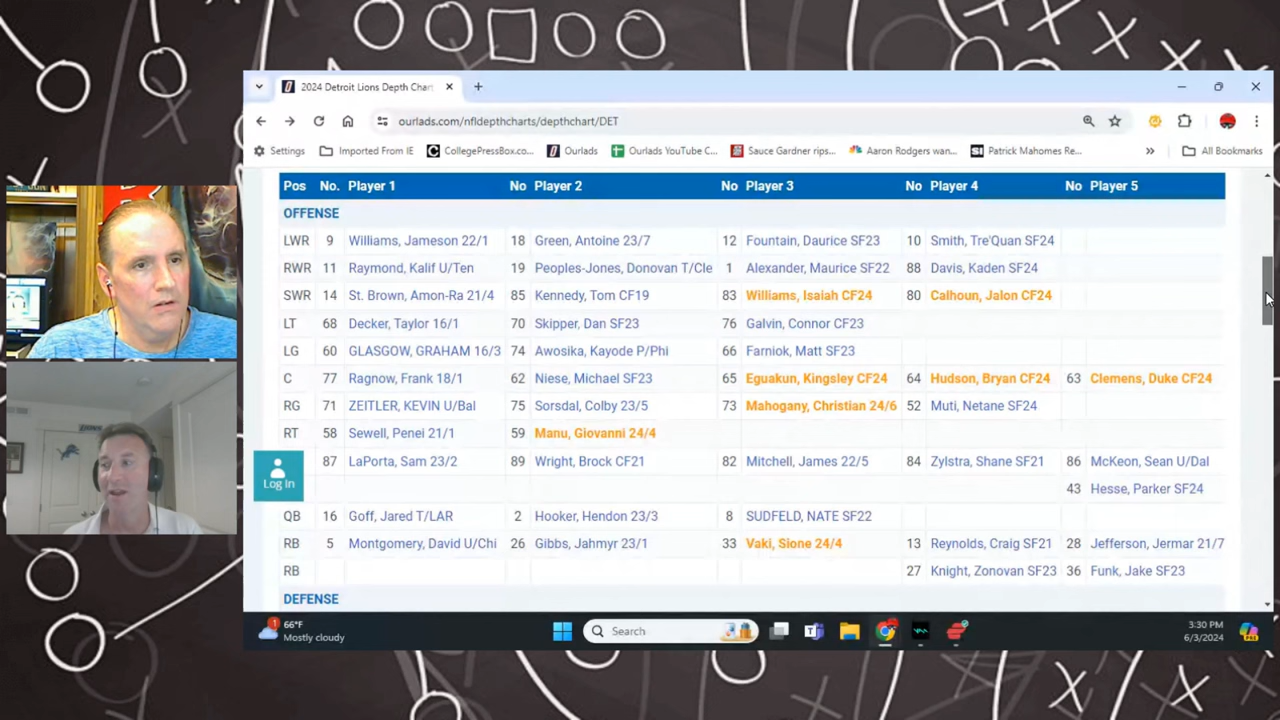 2024 Detroit Lions Depth Char
ourlads.com/nfldepthcharts/depthchart/DET
Settings Imported From IE CollegePressBox.co... Ourlads Ourlads YouTube C... Sauce Gardner rips... Aaron Rodgers wan... Patrick Mahomes Re... » All Bookmarks
Pos No. Player 1 No Player 2 No Player 3 No Player 4 No Player 5
OFFENSE
LWR 9 Williams, Jameson 22/1 18 Green, Antoine 23/7 12 Fountain, Daurice SF23 10 Smith, Tre'Quan SF24
RWR 11 Raymond, Kalif U/Ten 19 Peoples-Jones, Donovan T/Cle 1 Alexander, Maurice SF22 88 Davis, Kaden SF24
SWR 14 St. Brown, Amon-Ra 21/4 85 Kennedy, Tom CF19 83 Williams, Isaiah CF24 80 Calhoun, Jalon CF24
LT 68 Decker, Taylor 16/1 70 Skipper, Dan SF23 76 Galvin, Connor CF23
LG 60 GLASGOW, GRAHAM 16/3 74 Awosika, Kayode P/Phi 66 Farniok, Matt SF23
C 77 Ragnow, Frank 18/1 62 Niese, Michael SF23 65 Eguakun, Kingsley CF24 64 Hudson, Bryan CF24 63 Clemens, Duke CF24
RG 71 ZEITLER, KEVIN U/Bal 75 Sorsdal, Colby 23/5 73 Mahogany, Christian 24/6 52 Muti, Netane SF24
RT 58 Sewell, Penei 21/1 59 Manu, Giovanni 24/4
87 LaPorta, Sam 23/2 89 Wright, Brock CF21 82 Mitchell, James 22/5 84 Zylstra, Shane SF21 86 McKeon, Sean U/Dal
43 Hesse, Parker SF24
Log In
QB 16 Goff, Jared T/LAR 2 Hooker, Hendon 23/3 8 SUDFELD, NATE SF22
RB 5 Montgomery, David U/Chi 26 Gibbs, Jahmyr 23/1 33 Vaki, Sione 24/4 13 Reynolds, Craig SF21 28 Jefferson, Jermar 21/7
RB 27 Knight, Zonovan SF23 36 Funk, Jake SF23
DEFENSE
1 66°F
Mostly cloudy
Search
3:30 PM
6/3/2024